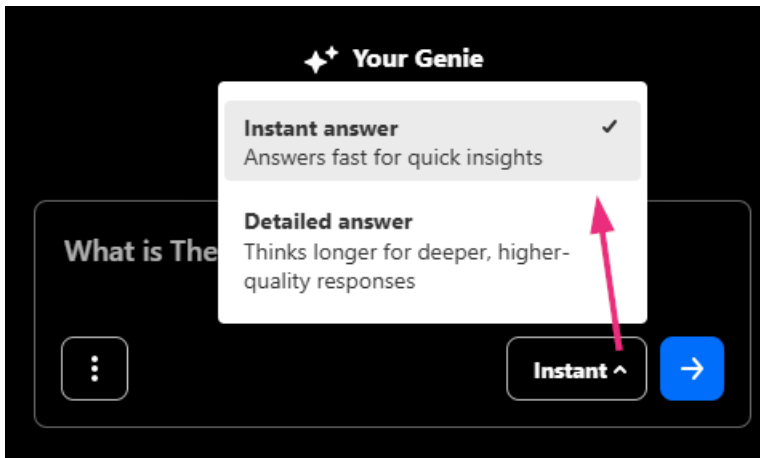 Your Genie
Instant answer
Answers fast for quick insights
Detailed answer
Thinks longer for deeper, higher-
quality responses
What is The
Instant